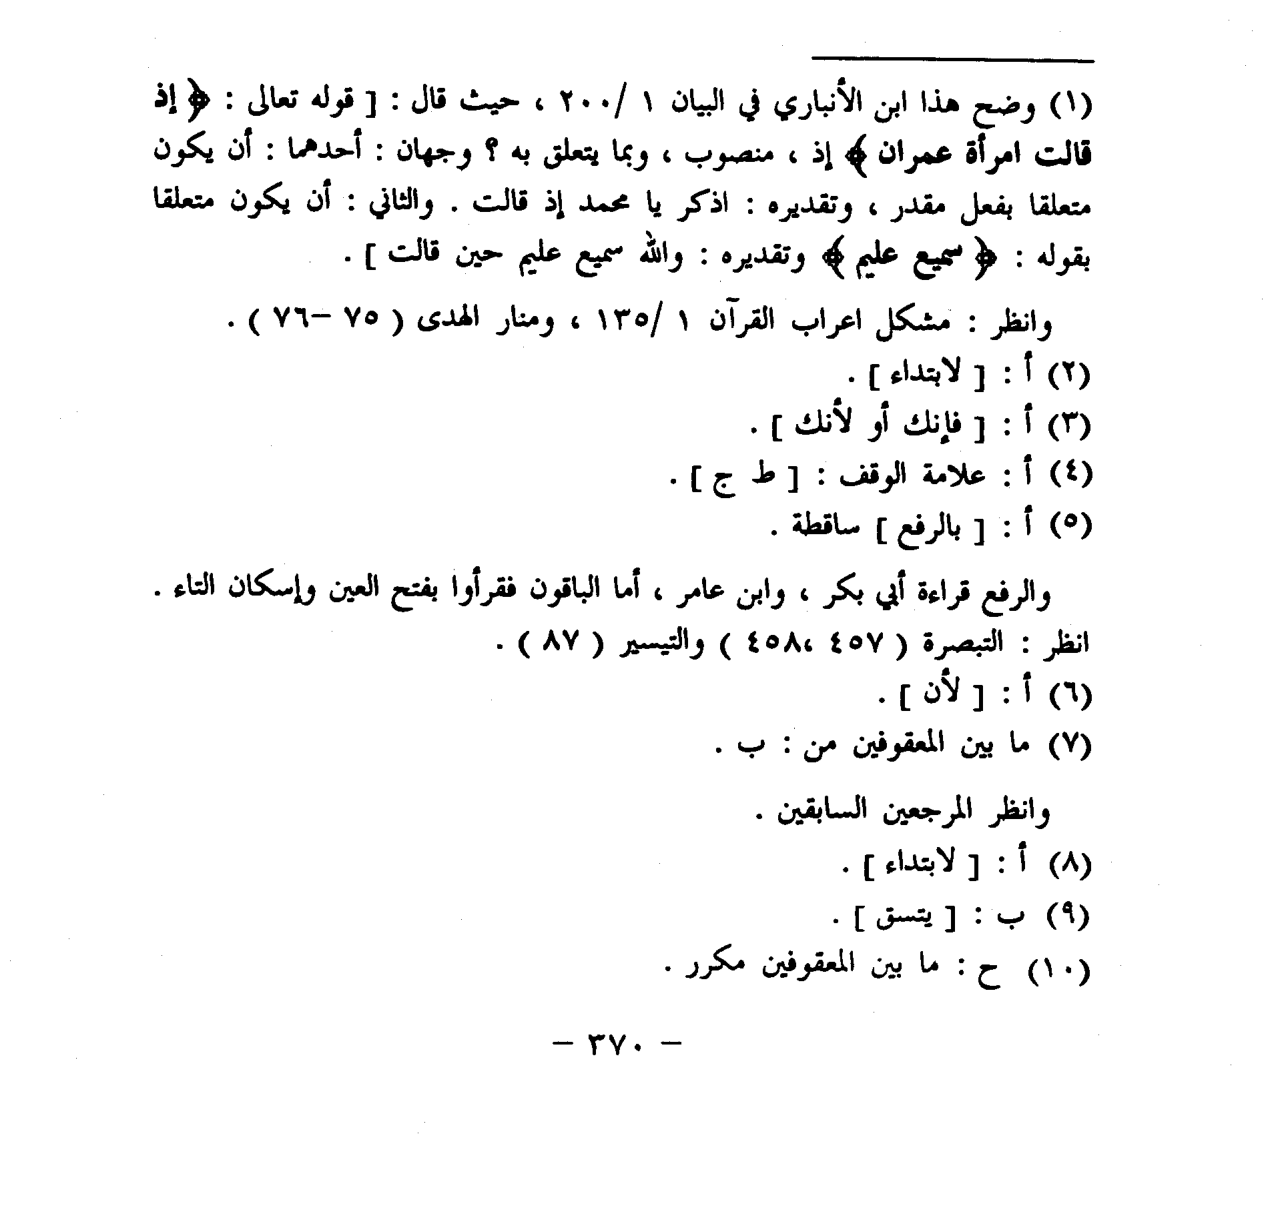 (١) وضح هذا ابن الأنباري في البيان ١ /٢٠٠ ، حيث قال : [ قوله تعالى : ﴿ إذ
قالت امرأة عمران ﴾ إذ ، منصوب ، وبما يتعلق به ؟ وجهان : أحدهما : أن يكون
متعلقا بفعل مقدر ، وتقديره : اذكر يا محمد إذ قالت . والثاني : أن يكون متعلقا
بقوله : ﴿ سميع عليم ﴾ وتقديره : والله سميع عليم حين قالت ] .
وانظر : مشكل اعراب القرآن ١ /١٣٥ ، ومنار الهدى ( ٧٥ –٧٦ ) .
(٢) أ : [ لابتداء ] .
(٣) أ : [ فإنك أو لأنك ] .
(٤) أ : علامة الوقف : [ ط ج ] .
(٥) أ : [ بالرفع ] ساقطة .
والرفع قراءة أبي بكر ، وابن عامر ، أما الباقون فقرأوا بفتح العين وإسكان التاء .
انظر : التبصرة ( ٤٥٧ ،٤٥٨ ) والتيسير ( ٨٧ ) .
(٦) أ : [ لأن ] .
(٧) ما بين المعقوفين من : ب .
وانظر المرجعين السابقين .
(٨) أ : [ لابتداء ] .
(٩) ب : [ يتسق ] .
(١٠) ح : ما بين المعقوفين مكرر .
– ٣٧٠ –